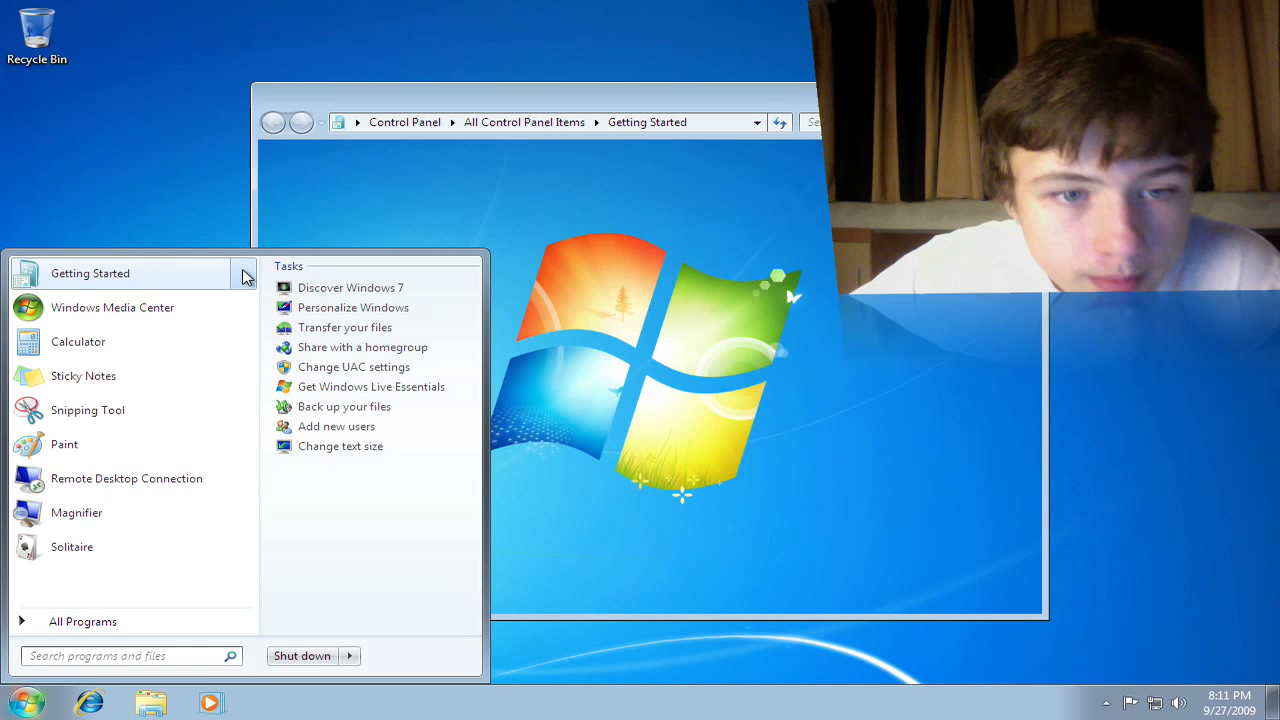 Recycle Bin
Control Panel
All Control Panel Items
Getting Started
Se
Getting Started
Windows Media Center
Calculator
Sticky Notes
Snipping Tool
Paint
Remote Desktop Connection
Magnifier
Solitaire
All Programs
Search programs and files
Tasks
Discover Windows 7
Personalize Windows
Transfer your files
Share with a homegroup
Change UAC settings
Get Windows Live Essentials
Back up your files
Add new users
Change text size
Shut down
8:11 PM
9/27/2009